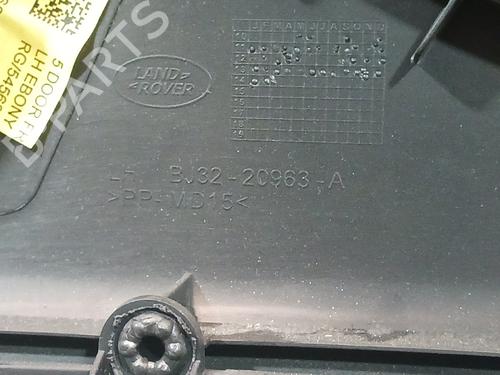 5 DOOR
LH EBONY
LAND-
ROVER
J F M A M J J A S O N D
10
12
13
14
15
16
17
18
19
LH BJ32-20963-A
>PP-MD15<
B-PARTS